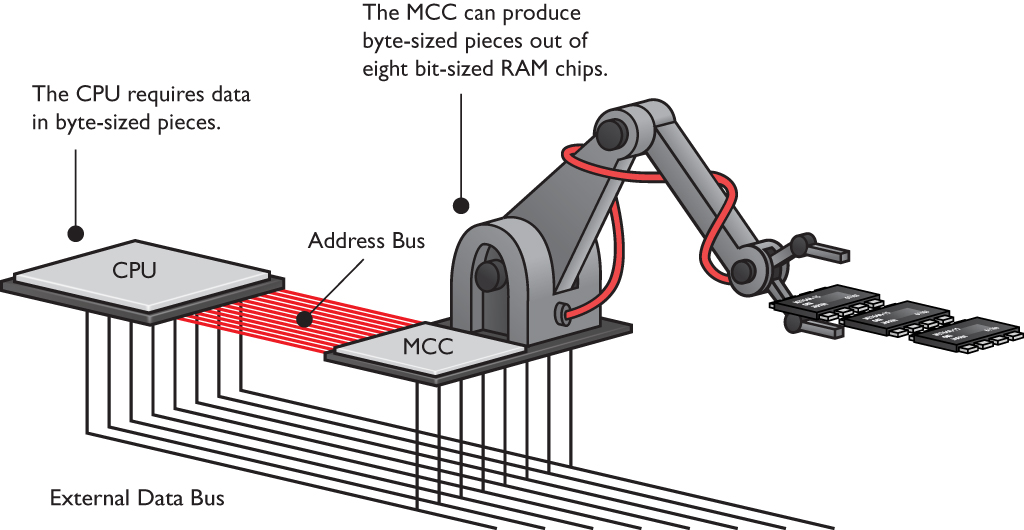 The MCC can produce
byte-sized pieces out of
eight bit-sized RAM chips.
The CPU requires data
in byte-sized pieces.
Address Bus
CPU
MCC
External Data Bus